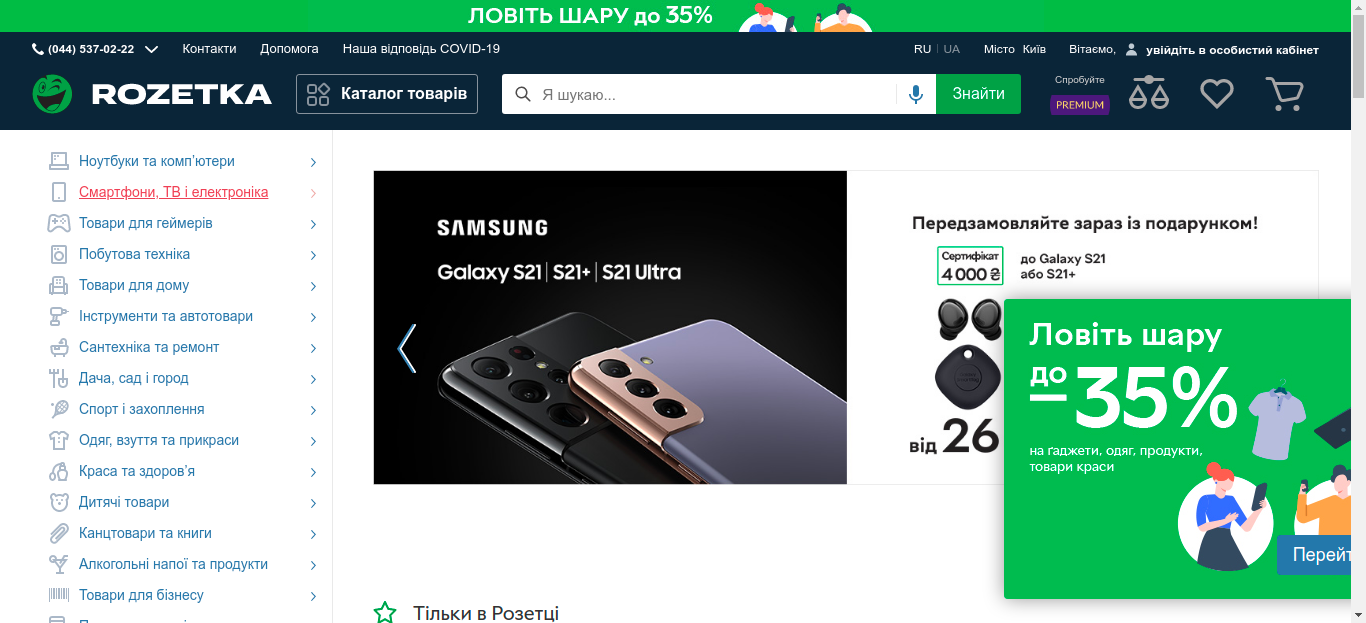 ЛОВІТЬ ШАРУ до 35%
(044) 537-02-22 Контакти Допомога Наша відповідь COVID-19 RU UA Місто Київ Вітаємо, увійдіть в особистий кабінет
ROZETKA Каталог товарів Я шукаю... Знайти Спробуйте
PREMIUM
Ноутбуки та комп'ютери
Смартфони, ТВ і електроніка
Товари для геймерів
Побутова техніка
Товари для дому
Інструменти та автотовари
Сантехніка та ремонт
Дача, сад і город
Спорт і захоплення
Одяг, взуття та прикраси
Краса та здоров'я
Дитячі товари
Канцтовари та книги
Алкогольні напої та продукти
Товари для бізнесу
SAMSUNG
Galaxy S21 | S21+ | S21 Ultra
Передзамовляйте зараз із подарунком!
Сертифікат
4 000 ₴
до Galaxy S21
або S21+
від 26
Ловіть шару
до
–35%
на ґаджети, одяг, продукти,
товари краси
Перейт
Тільки в Розетці